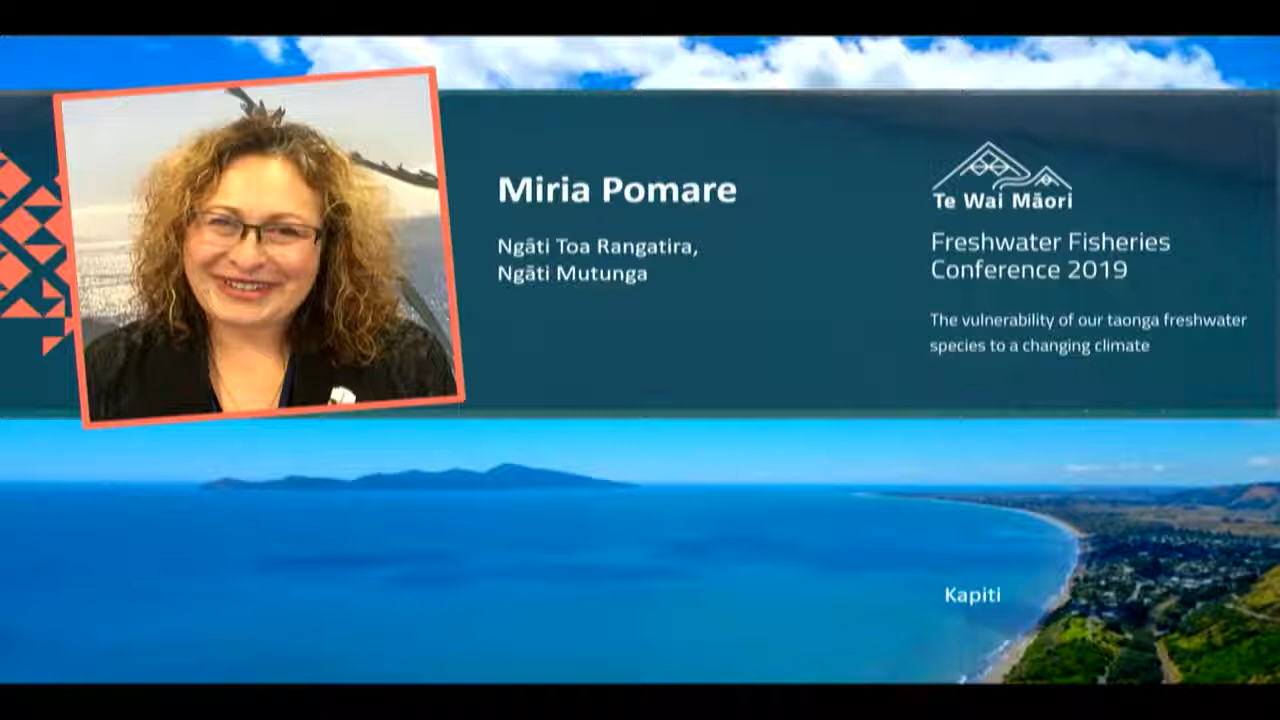 Miria Pomare
Ngāti Toa Rangatira,
Ngāti Mutunga
Te Wai Māori
Freshwater Fisheries
Conference 2019
The vulnerability of our taonga freshwater
species to a changing climate
Kapiti